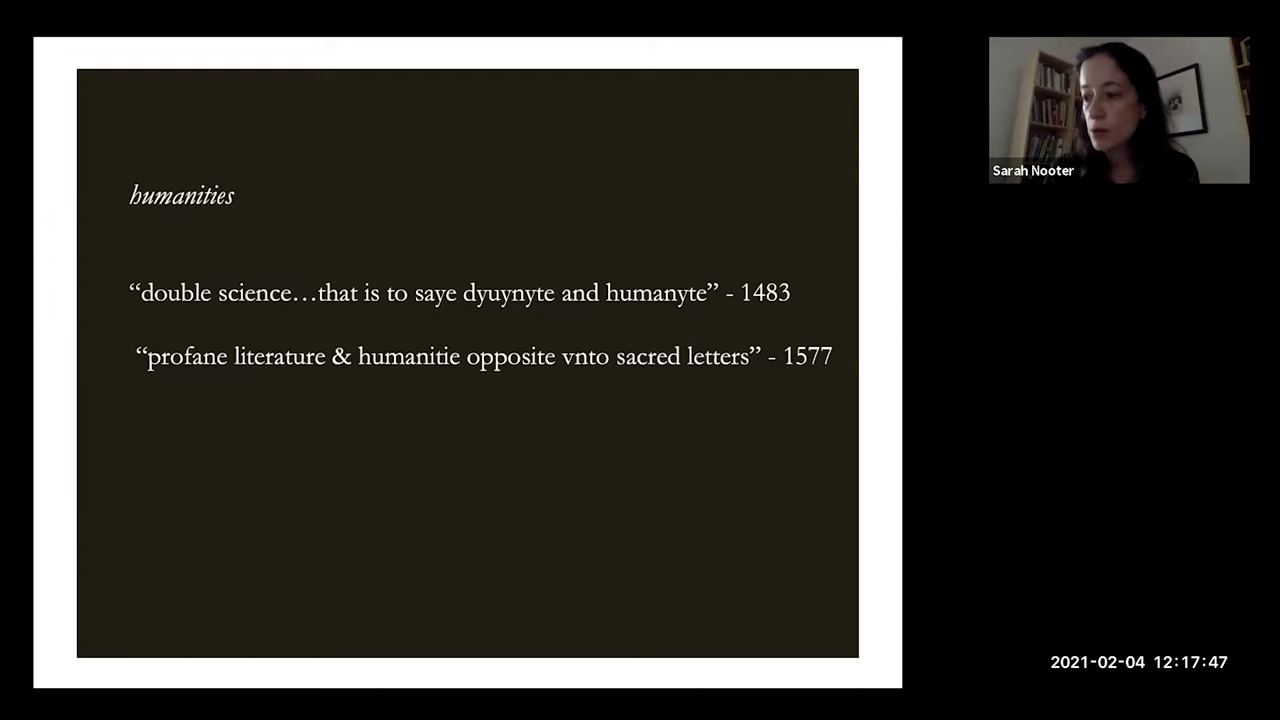 humanities
“double science…that is to saye dyuynyte and humanyte” - 1483
“profane literature & humanitie opposite vnto sacred letters” - 1577
Sarah Nooter
2021-02-04 12:17:47